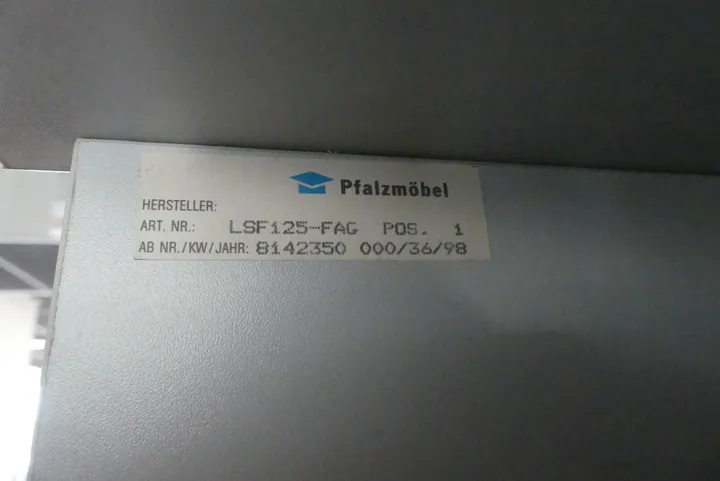 Pfalzmöbel
HERSTELLER:
ART. NR.: LSF125-FAG POS. 1
AB NR./KW/JAHR: 8142350 000/36/98